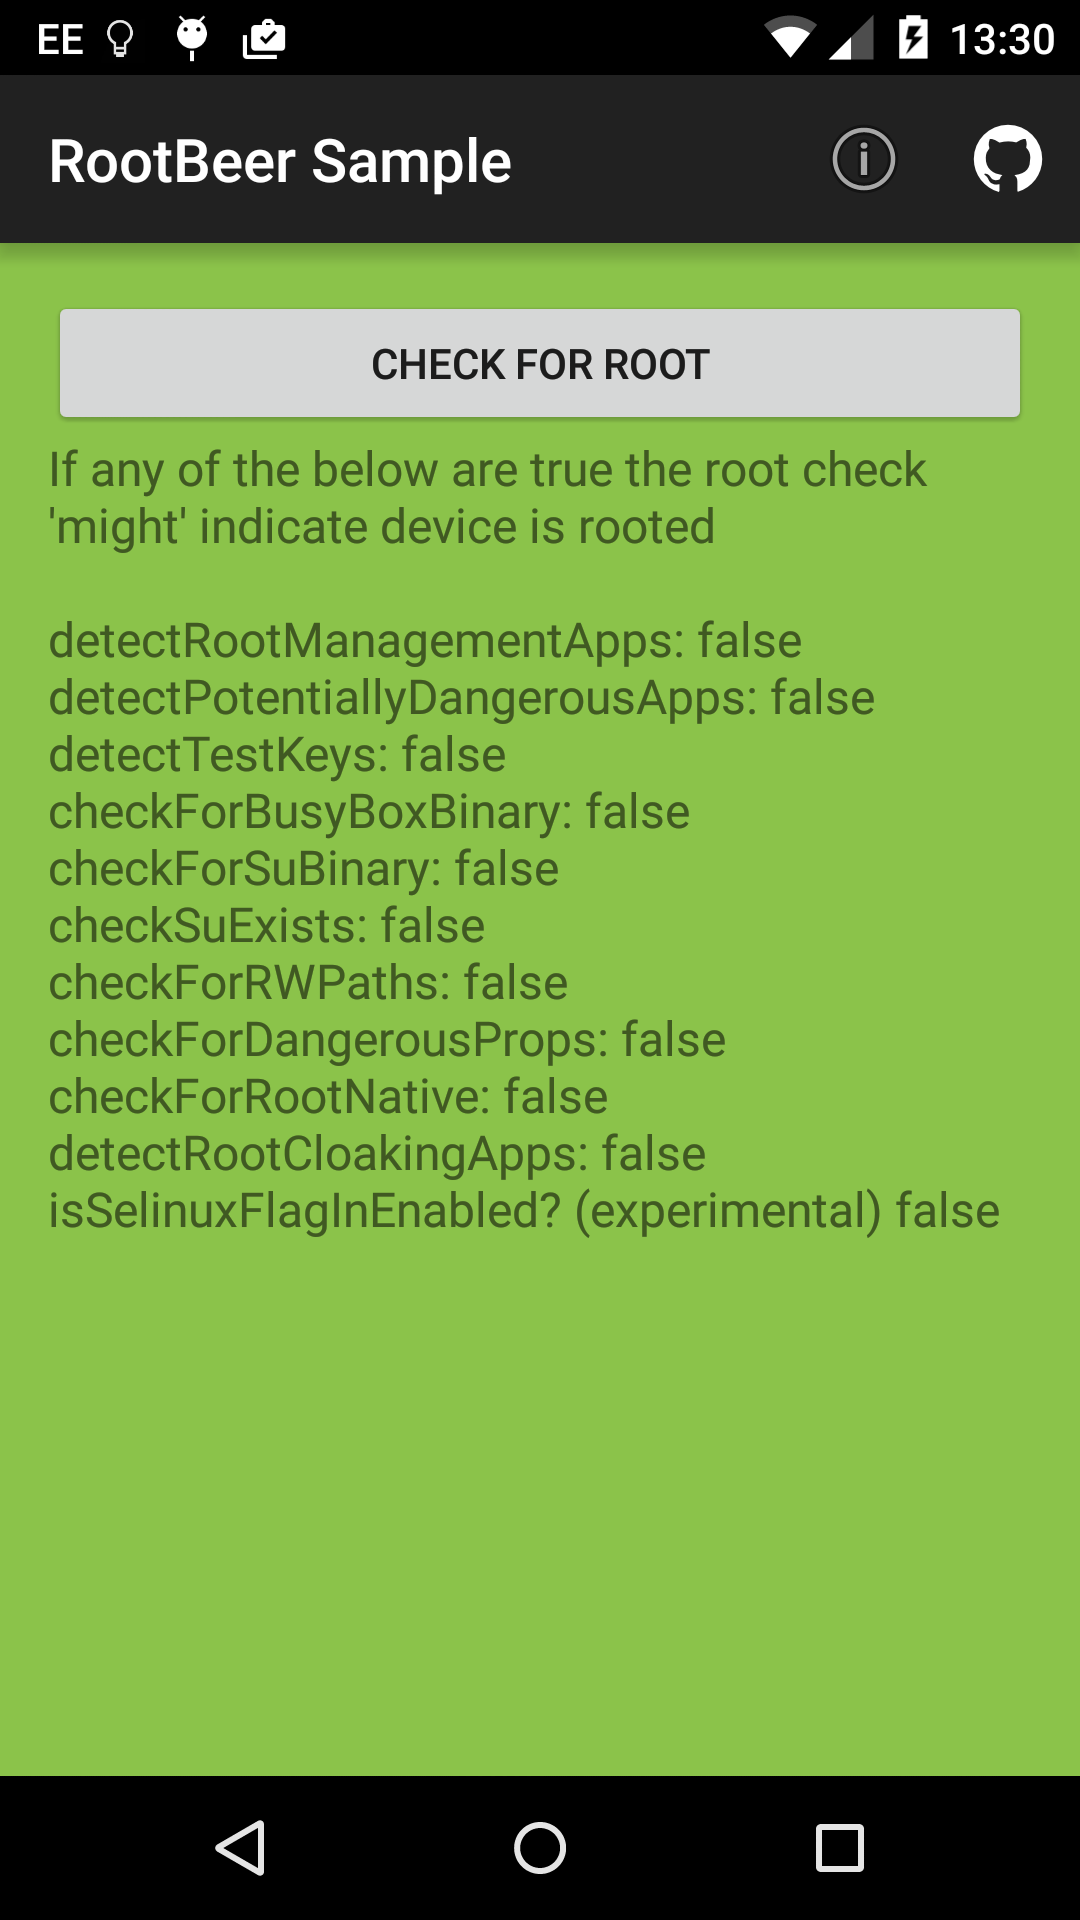 EE 13:30
RootBeer Sample
CHECK FOR ROOT
If any of the below are true the root check
'might' indicate device is rooted
detectRootManagementApps: false
detectPotentiallyDangerousApps: false
detectTestKeys: false
checkForBusyBoxBinary: false
checkForSuBinary: false
checkSuExists: false
checkForRWPaths: false
checkForDangerousProps: false
checkForRootNative: false
detectRootCloakingApps: false
isSelinuxFlagInEnabled? (experimental) false